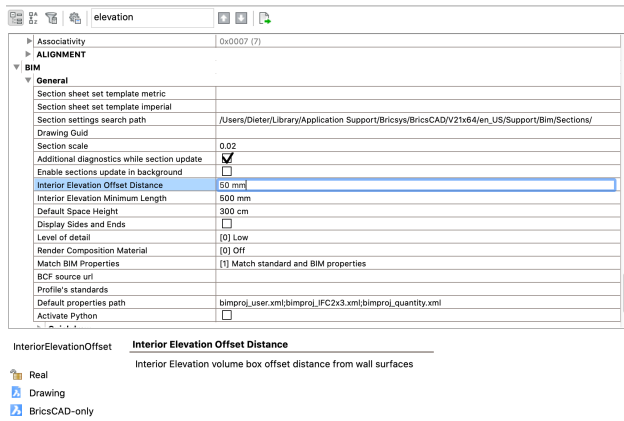 elevation
Associativity 0x0007 (7)
ALIGNMENT
BIM
General
Section sheet set template metric
Section sheet set template imperial
Section settings search path /Users/Dieter/Library/Application Support/Bricsys/BricsCAD/V21x64/en_US/Support/Bim/Sections/
Drawing Guid
Section scale 0.02
Additional diagnostics while section update
Enable sections update in background
Interior Elevation Offset Distance 50 mm
Interior Elevation Minimum Length 500 mm
Default Space Height 300 cm
Display Sides and Ends
Level of detail [0] Low
Render Composition Material [0] Off
Match BIM Properties [1] Match standard and BIM properties
BCF source url
Profile's standards
Default properties path bimproj_user.xml;bimproj_IFC2x3.xml;bimproj_quantity.xml
Activate Python
InteriorElevationOffset Interior Elevation Offset Distance
Interior Elevation volume box offset distance from wall surfaces
Real
Drawing
BricsCAD-only